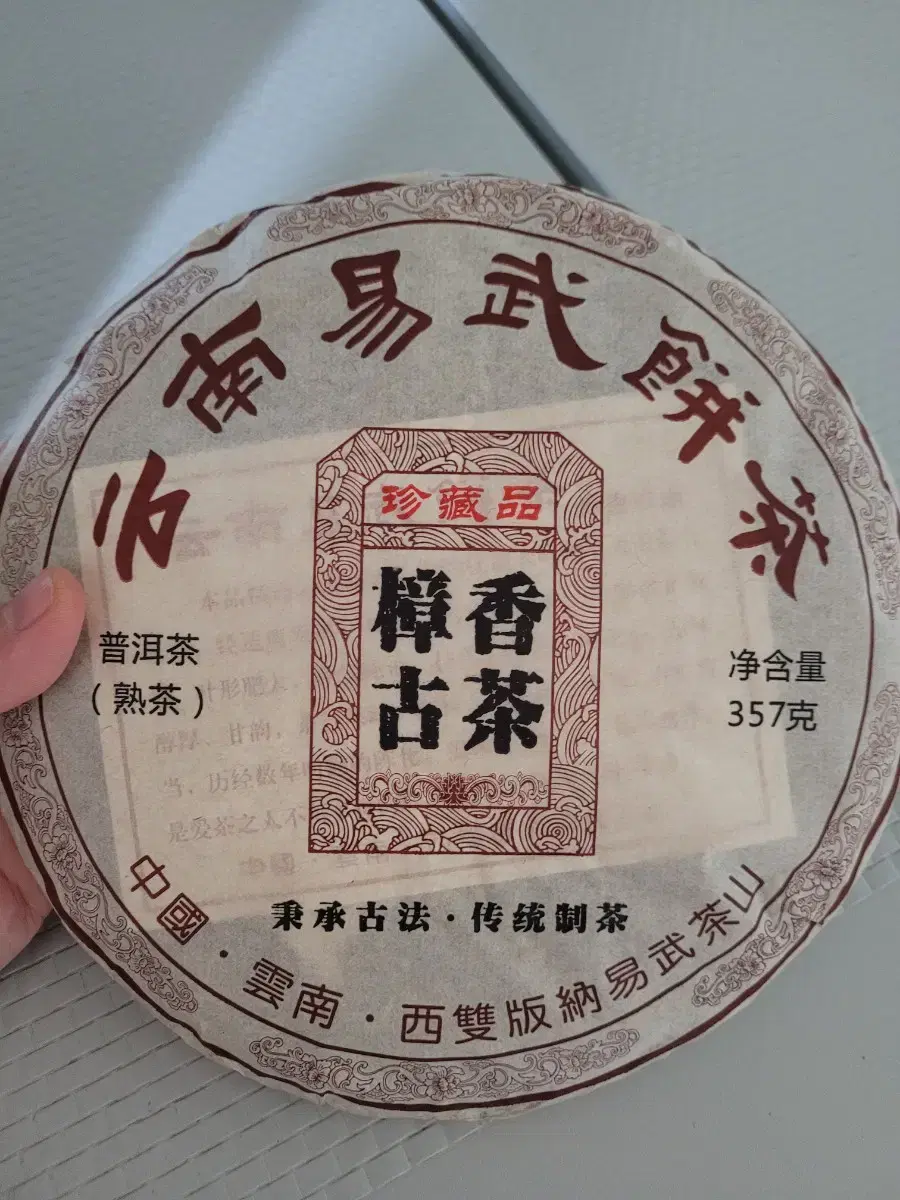 云南易武餅茶
珍藏品
樟香
古茶
普洱茶
（熟茶）
净含量
357克
秉承古法·传统制茶
中國·雲南·西雙版納易武茶山